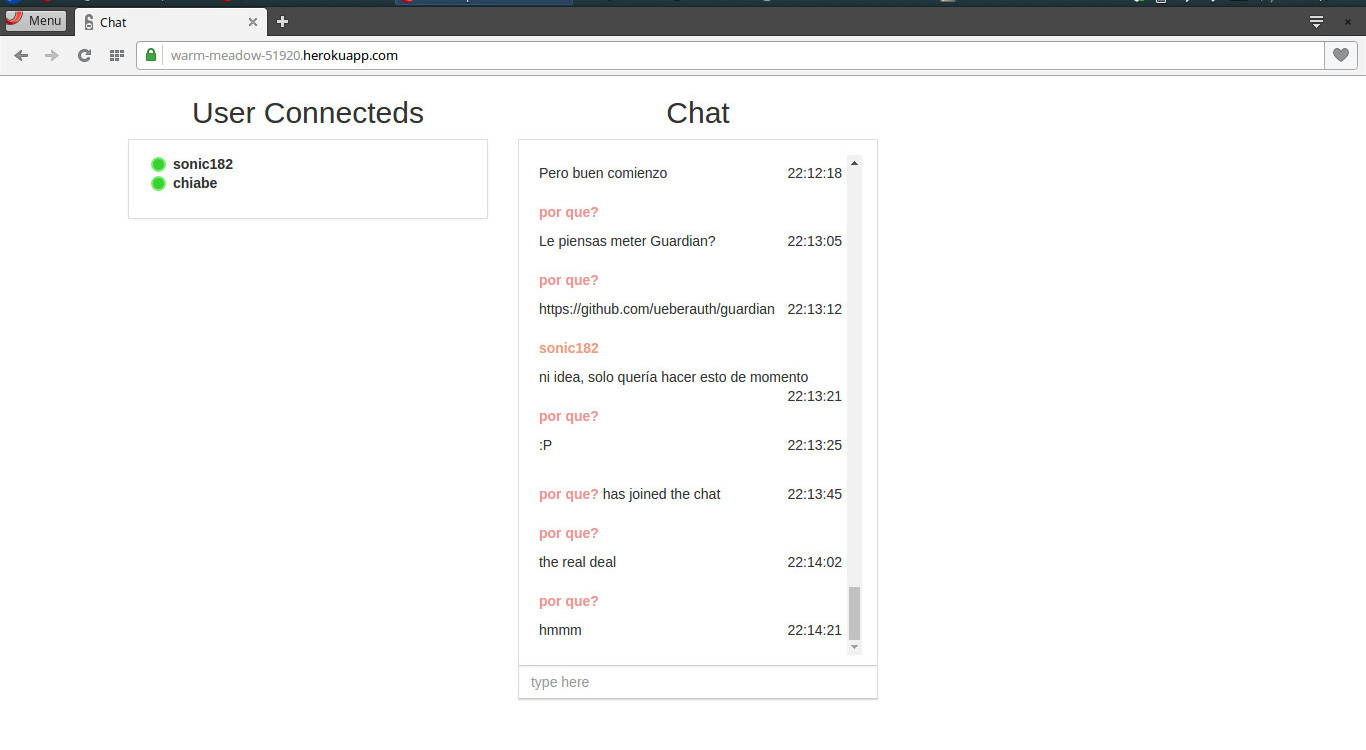 Menu
Chat
warm-meadow-51920.herokuapp.com
User Connecteds
sonic182
chiabe
Chat
Pero buen comienzo 22:12:18
por que?
Le piensas meter Guardian? 22:13:05
por que?
https://github.com/ueberauth/guardian 22:13:12
sonic182
ni idea, solo quería hacer esto de momento
22:13:21
por que?
:P 22:13:25
por que? has joined the chat 22:13:45
por que?
the real deal 22:14:02
por que?
hmmm 22:14:21
type here